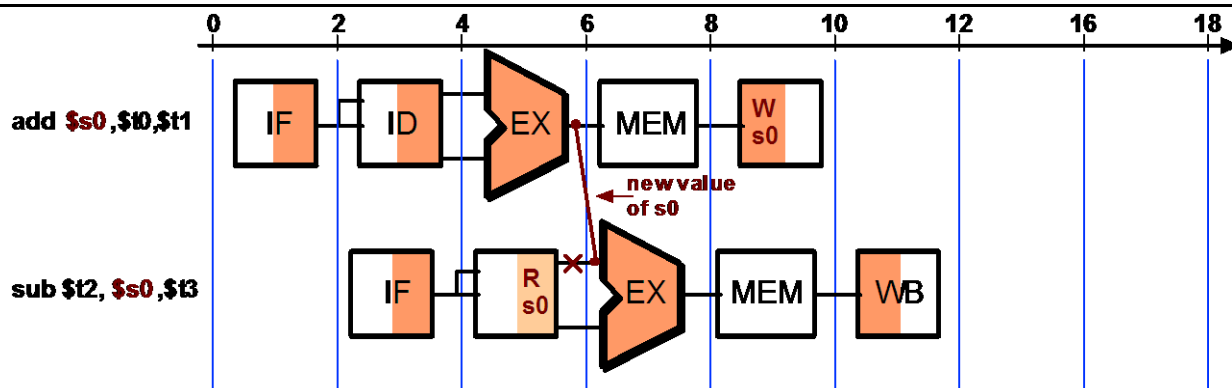 0 2 4 6 8 10 12 16 18
add $s0,$t0,$t1 IF ID EX MEM W
s0
new value
of s0
sub $t2, $s0,$t3 IF R EX MEM WB
s0